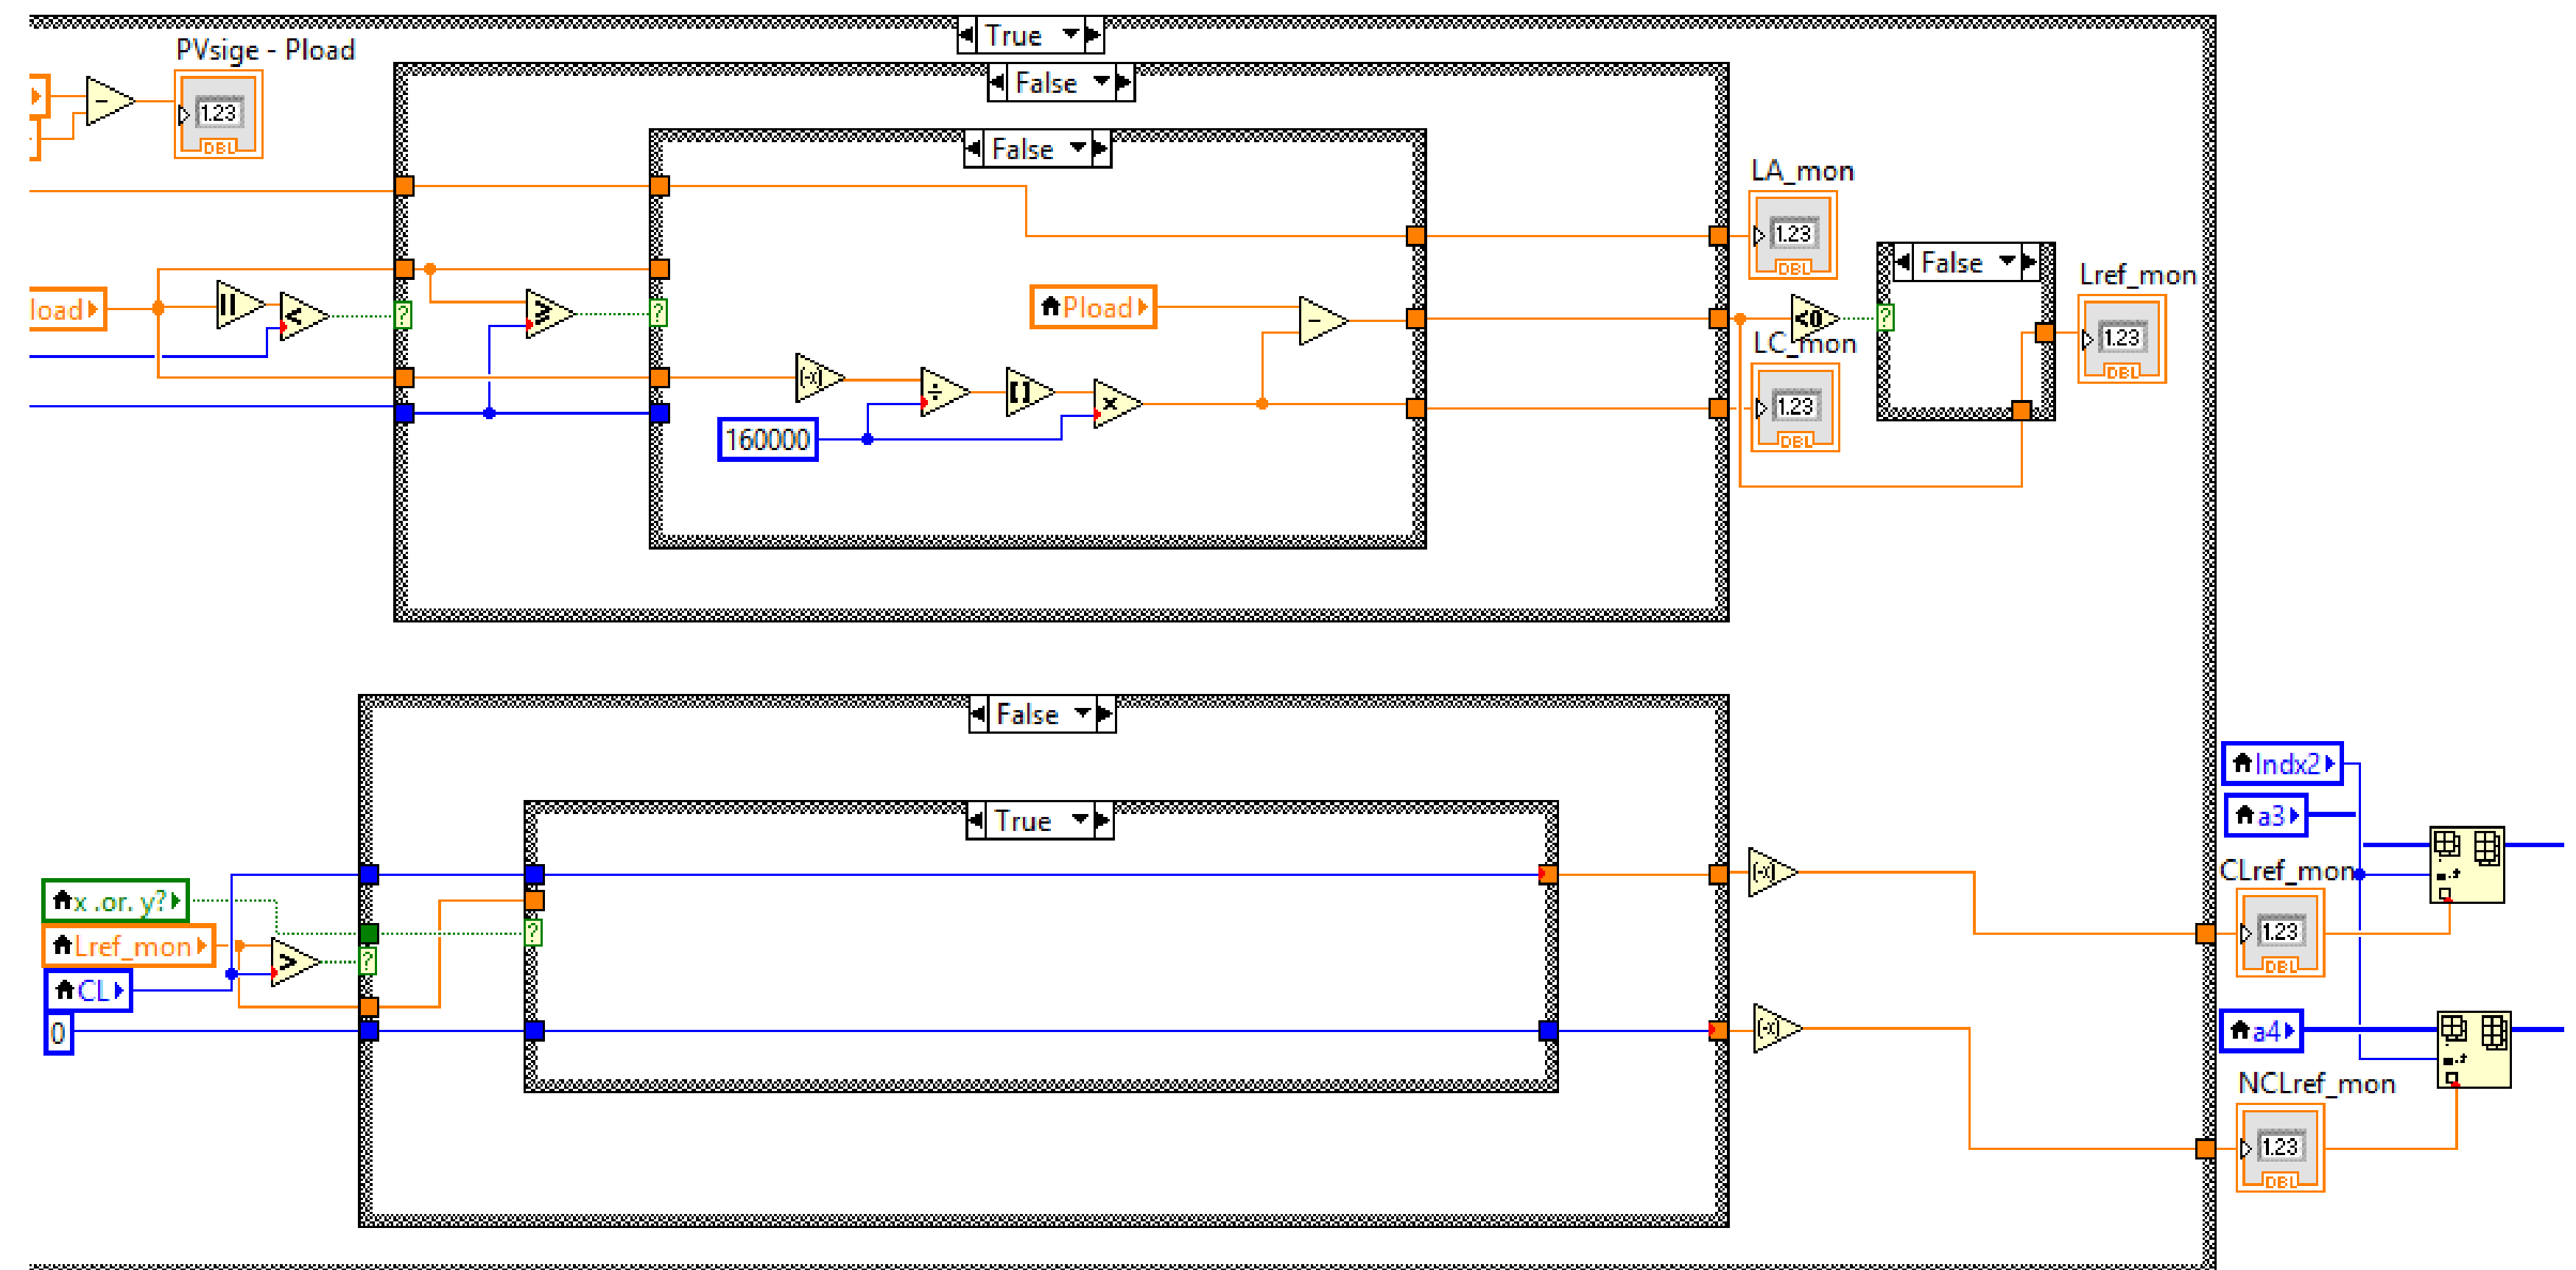 True
PVsige - Pload
1.23
DBL
False
False
LA_mon
1.23
DBL
False
Lref_mon
1.23
DBL
load
Pload
<
≥
-
-
<0
LC_mon
1.23
DBL
[-x]
÷
[ ]
x
160000
False
True
Indx2
a3
CLref_mon
1.23
DBL
x .or. y?
Lref_mon
>
CL
0
[-x]
[-x]
a4
NCLref_mon
1.23
DBL
?
?
?
?
?